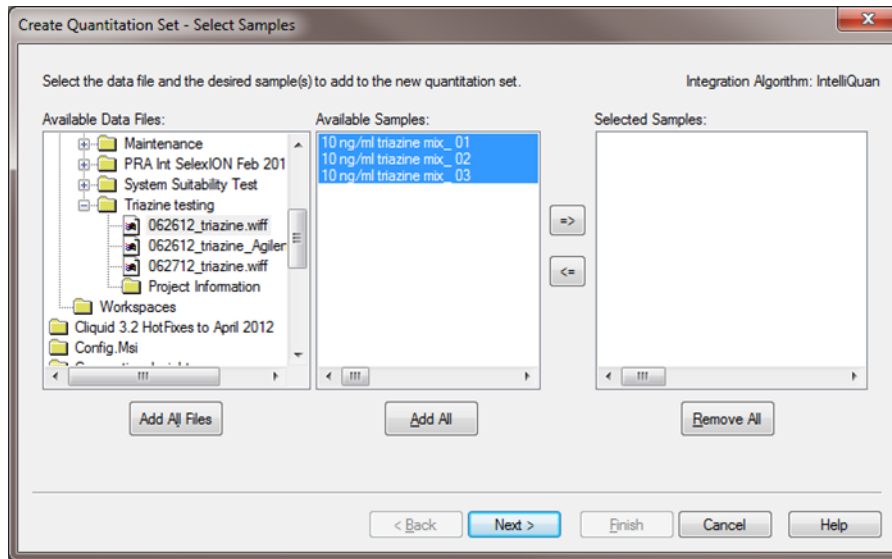 Create Quantitation Set - Select Samples
Select the data file and the desired sample(s) to add to the new quantitation set.
Integration Algorithm: IntelliQuan
Available Data Files:
Maintenance
PRA Int SelexION Feb 201
System Suitability Test
Triazine testing
062612_triazine.wiff
062612_triazine_Agiler
062712_triazine.wiff
Project Information
Workspaces
Cliquid 3.2 HotFixes to April 2012
Config.Msi
Add All Files
Available Samples:
10 ng/ml triazine mix_ 01
10 ng/ml triazine mix_ 02
10 ng/ml triazine mix_ 03
Add All
=>
<=
Selected Samples:
Remove All
< Back
Next >
Finish
Cancel
Help